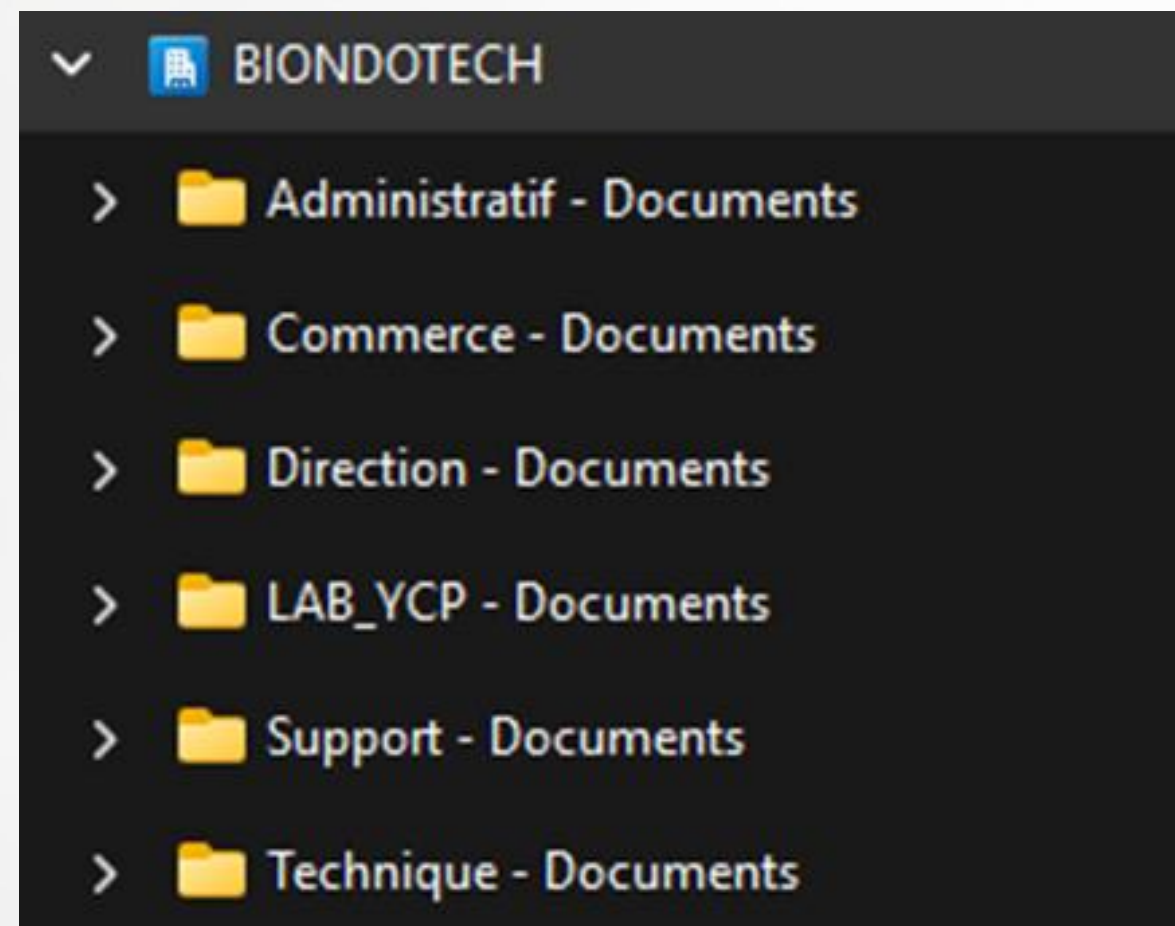 BIONDOTECH
Administratif - Documents
Commerce - Documents
Direction - Documents
LAB_YCP - Documents
Support - Documents
Technique - Documents